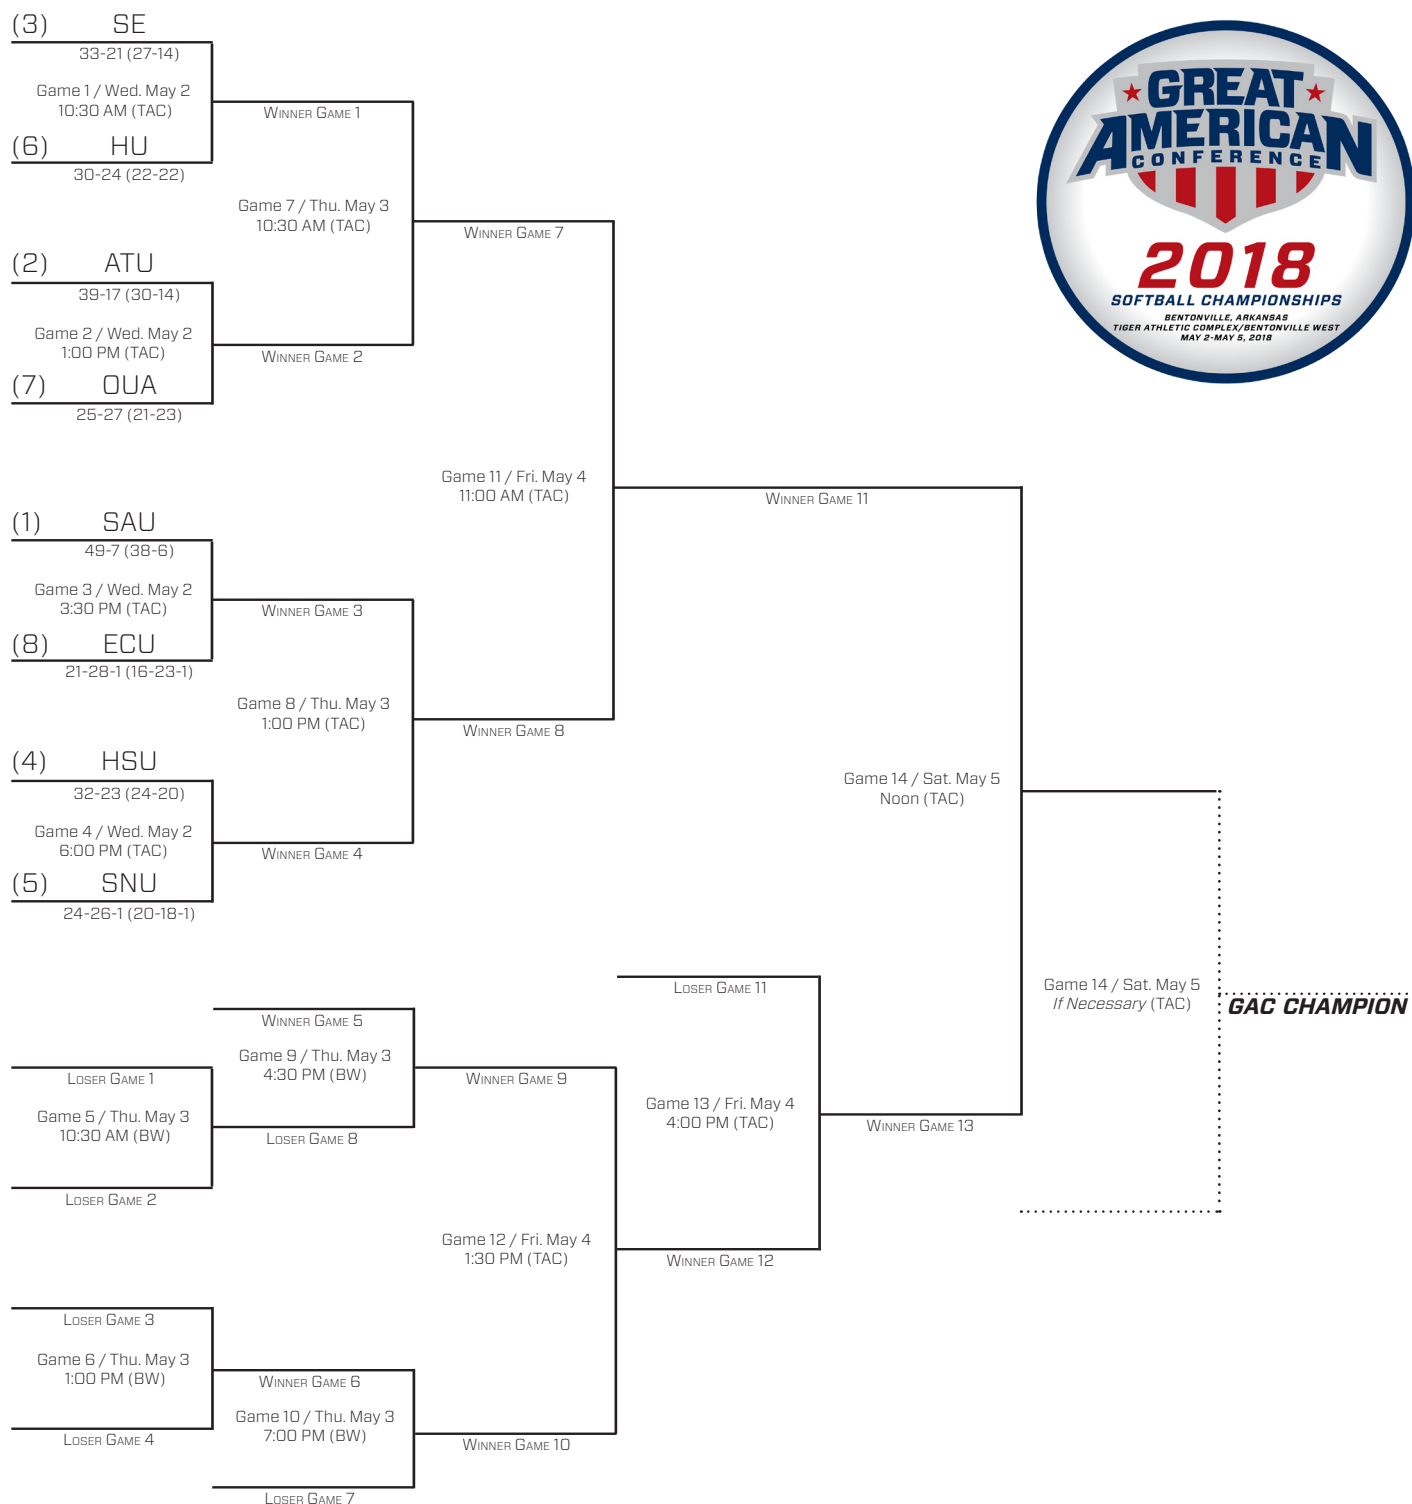 (3) SE
33-21 (27-14)
Game 1 / Wed. May 2
10:30 AM (TAC)
(6) HU
30-24 (22-22)
Winner Game 1
(2) ATU
39-17 (30-14)
Game 2 / Wed. May 2
1:00 PM (TAC)
(7) OUA
25-27 (21-23)
Winner Game 2
Game 7 / Thu. May 3
10:30 AM (TAC)
Winner Game 7
(1) SAU
49-7 (38-6)
Game 3 / Wed. May 2
3:30 PM (TAC)
(8) ECU
21-28-1 (16-23-1)
Winner Game 3
(4) HSU
32-23 (24-20)
Game 4 / Wed. May 2
6:00 PM (TAC)
(5) SNU
24-26-1 (20-18-1)
Winner Game 4
Game 8 / Thu. May 3
1:00 PM (TAC)
Winner Game 8
Game 11 / Fri. May 4
11:00 AM (TAC)
Winner Game 11
GREAT
AMERICAN
CONFERENCE
2018
SOFTBALL CHAMPIONSHIPS
BENTONVILLE, ARKANSAS
TIGER ATHLETIC COMPLEX/BENTONVILLE WEST
MAY 2-MAY 5, 2018
Game 14 / Sat. May 5
Noon (TAC)
Game 14 / Sat. May 5
If Necessary (TAC)
GAC CHAMPION
Loser Game 11
Winner Game 5
Game 9 / Thu. May 3
4:30 PM (BW)
Loser Game 8
Winner Game 9
Loser Game 1
Game 5 / Thu. May 3
10:30 AM (BW)
Loser Game 2
Game 13 / Fri. May 4
4:00 PM (TAC)
Winner Game 13
Game 12 / Fri. May 4
1:30 PM (TAC)
Winner Game 12
Loser Game 3
Game 6 / Thu. May 3
1:00 PM (BW)
Loser Game 4
Winner Game 6
Game 10 / Thu. May 3
7:00 PM (BW)
Loser Game 7
Winner Game 10